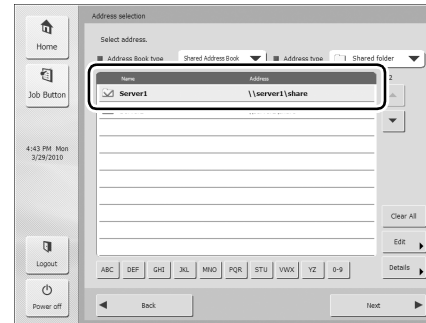 Address selection
Home
Select address.
Address Book type Shared Address Book Address type Shared folder
Name Address 2
Job Button
Server1 \\server1\share
4:43 PM Mon
3/29/2010
Clear All
Edit
Logout
Details
ABC DEF GHI JKL MNO PQR STU VWX YZ 0-9
Power off
Back Next